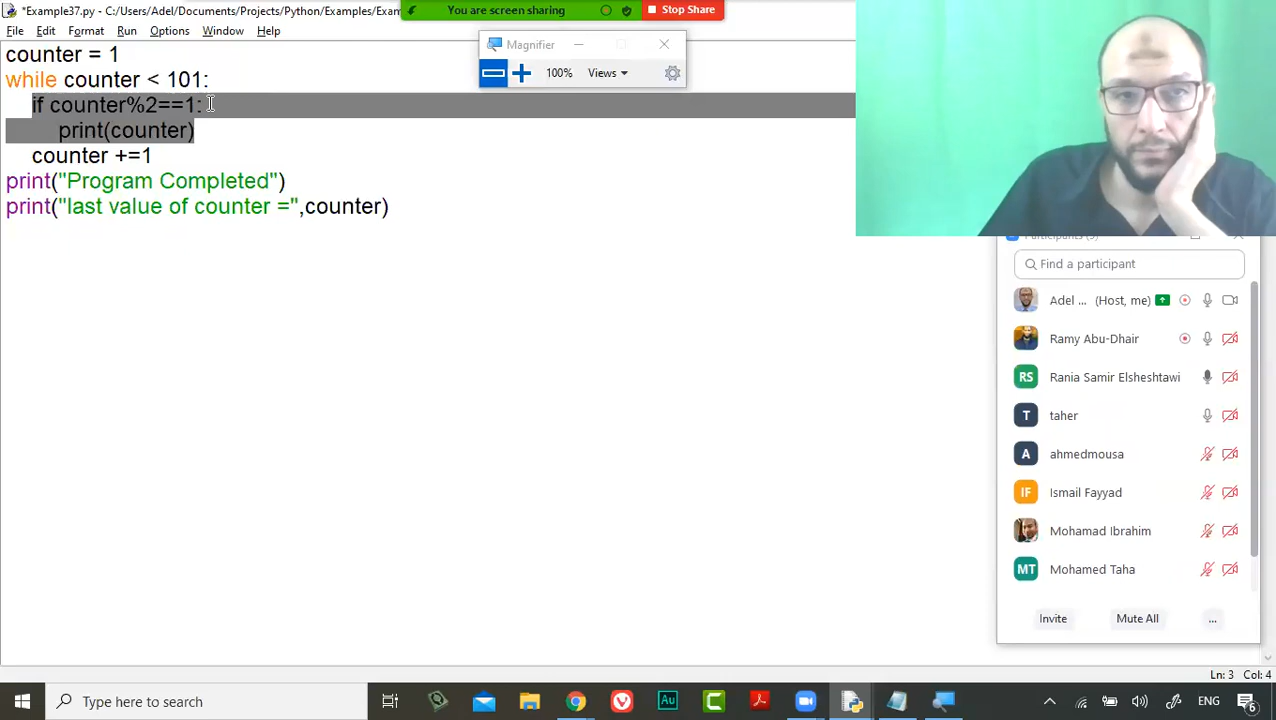 *Example37.py - C:/Users/Adel/Documents/Projects/Python/Examples/Exam
You are screen sharing
Stop Share
File Edit Format Run Options Window Help
Magnifier
100% Views
counter = 1
while counter < 101:
if counter%2==1:
print(counter)
counter +=1
print("Program Completed")
print("last value of counter =",counter)
Find a participant
Adel ... (Host, me)
Ramy Abu-Dhair
RS Rania Samir Elsheshtawi
T taher
A ahmedmousa
IF Ismail Fayyad
Mohamad Ibrahim
MT Mohamed Taha
Invite Mute All ...
Ln: 3 Col: 4
Type here to search
Au
ENG
6